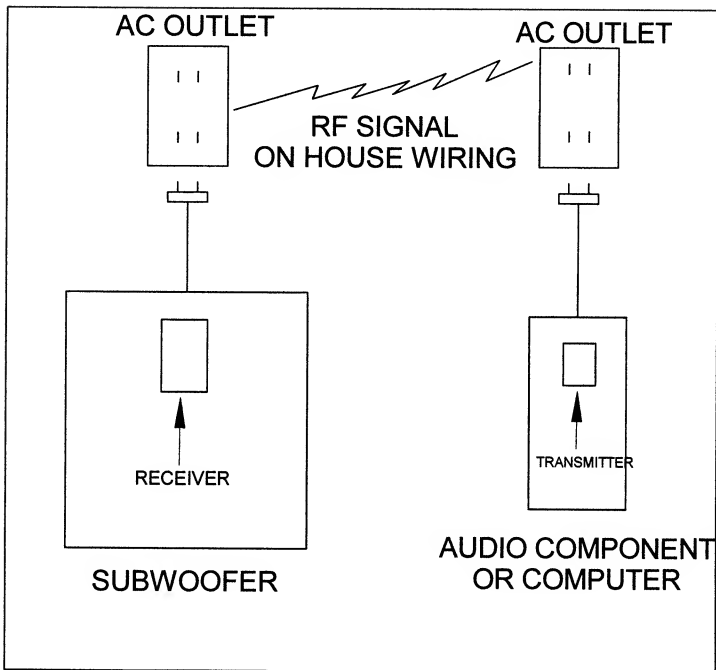 AC OUTLET
AC OUTLET
RF SIGNAL
ON HOUSE WIRING
RECEIVER
TRANSMITTER
SUBWOOFER
AUDIO COMPONENT
OR COMPUTER